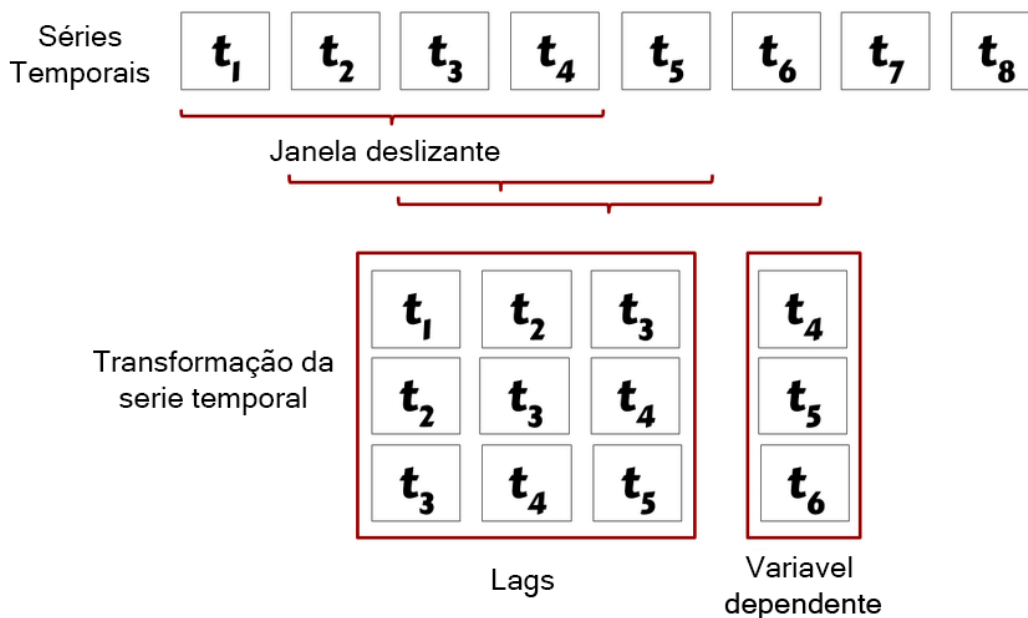 Séries
Temporais
t1 t2 t3 t4 t5 t6 t7 t8
Janela deslizante
Transformação da
serie temporal
t1 t2 t3 t4
t2 t3 t4 t5
t3 t4 t5 t6
Lags
Variavel
dependente